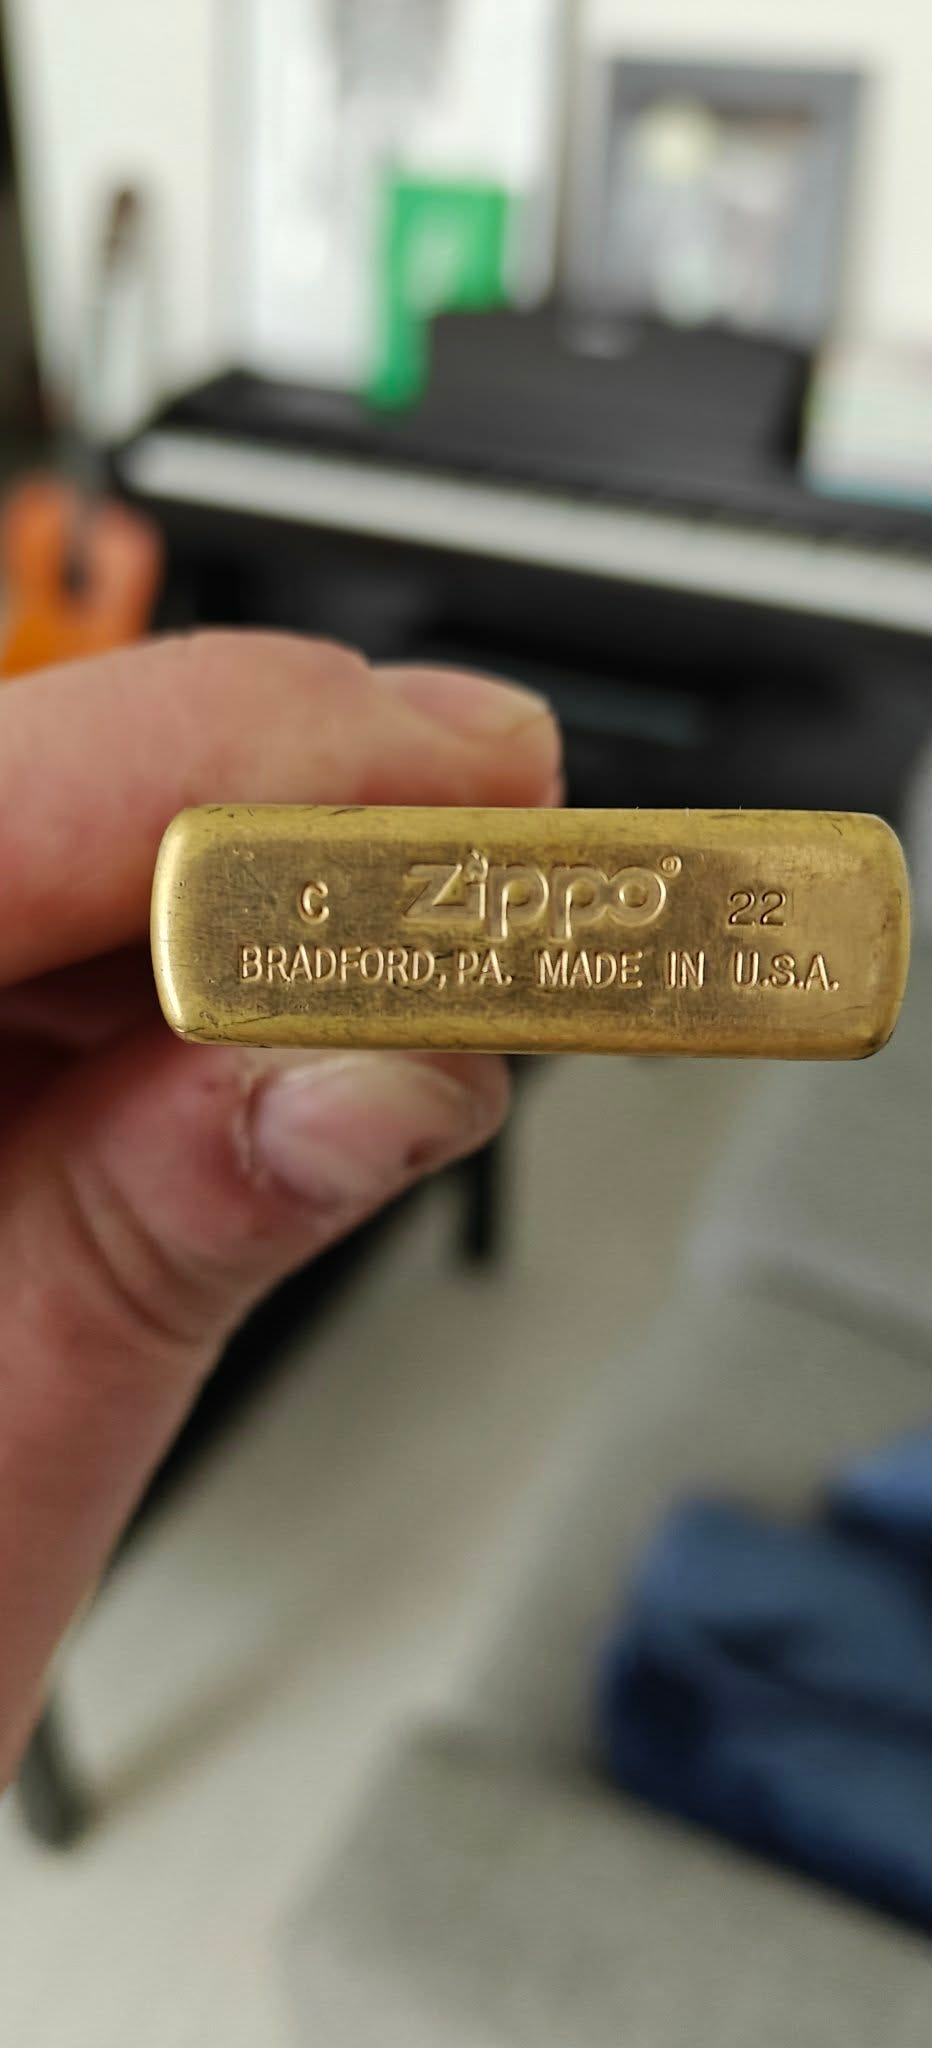 C Zippo® 22
BRADFORD, PA. MADE IN U.S.A.